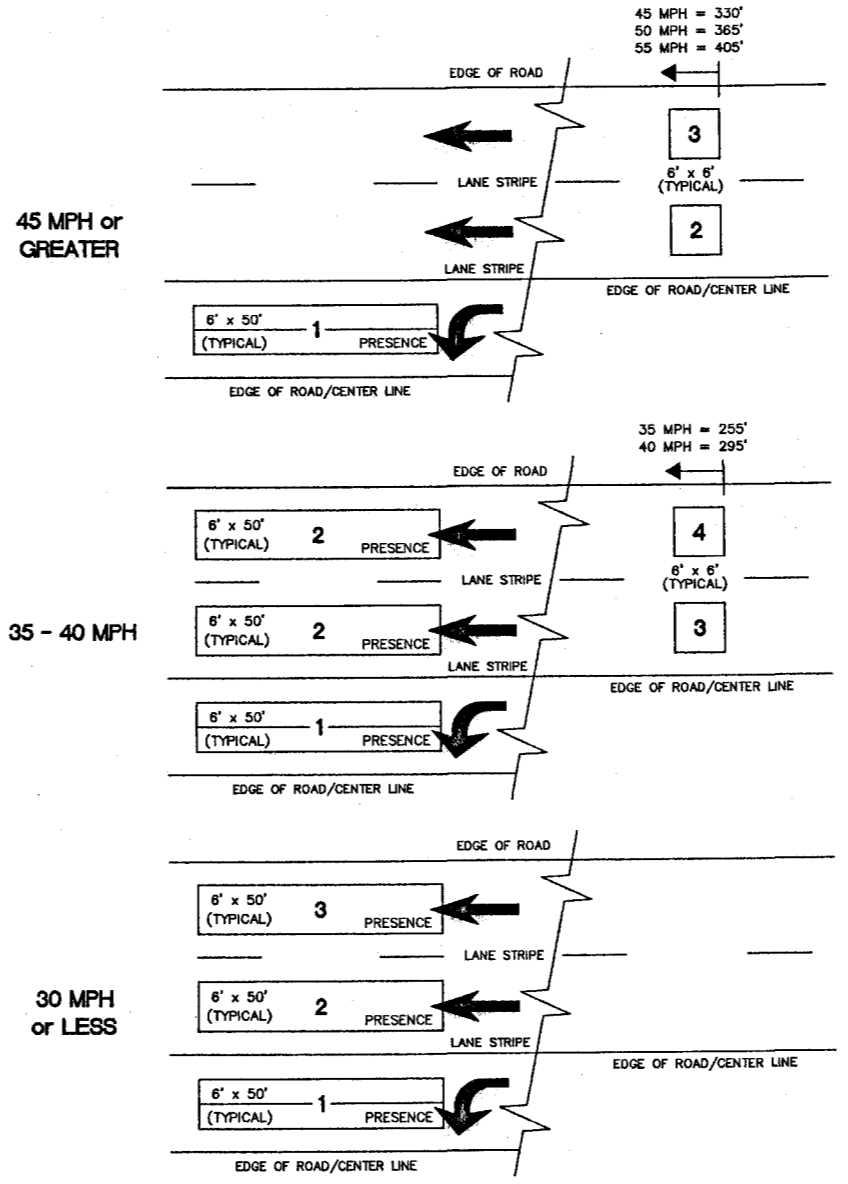 45 MPH = 330'
50 MPH = 365'
55 MPH = 405'
EDGE OF ROAD
3
6' x 6'
(TYPICAL)
LANE STRIPE
2
45 MPH or
GREATER
LANE STRIPE
EDGE OF ROAD/CENTER LINE
6' x 50'
(TYPICAL)
1
PRESENCE
EDGE OF ROAD/CENTER LINE
35 MPH = 255'
40 MPH = 295'
EDGE OF ROAD
6' x 50'
(TYPICAL)
2
PRESENCE
4
6' x 6'
(TYPICAL)
LANE STRIPE
35 - 40 MPH
6' x 50'
(TYPICAL)
2
PRESENCE
3
LANE STRIPE
EDGE OF ROAD/CENTER LINE
6' x 50'
(TYPICAL)
1
PRESENCE
EDGE OF ROAD/CENTER LINE
EDGE OF ROAD
6' x 50'
(TYPICAL)
3
PRESENCE
LANE STRIPE
30 MPH
or LESS
6' x 50'
(TYPICAL)
2
PRESENCE
LANE STRIPE
EDGE OF ROAD/CENTER LINE
6' x 50'
(TYPICAL)
1
PRESENCE
EDGE OF ROAD/CENTER LINE